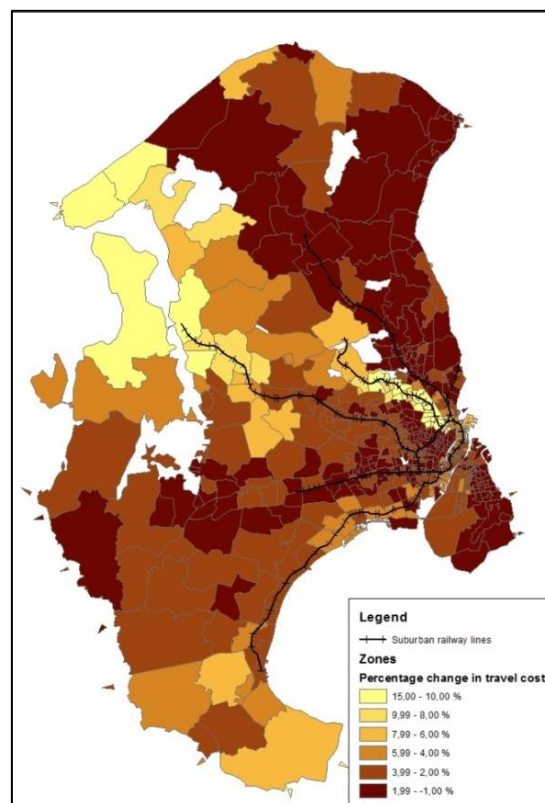 Legend
Suburban railway lines
Zones
Percentage change in travel cost
15,00 - 10,00 %
9,99 - 8,00 %
7,99 - 6,00 %
5,99 - 4,00 %
3,99 - 2,00 %
1,99 - -1,00 %